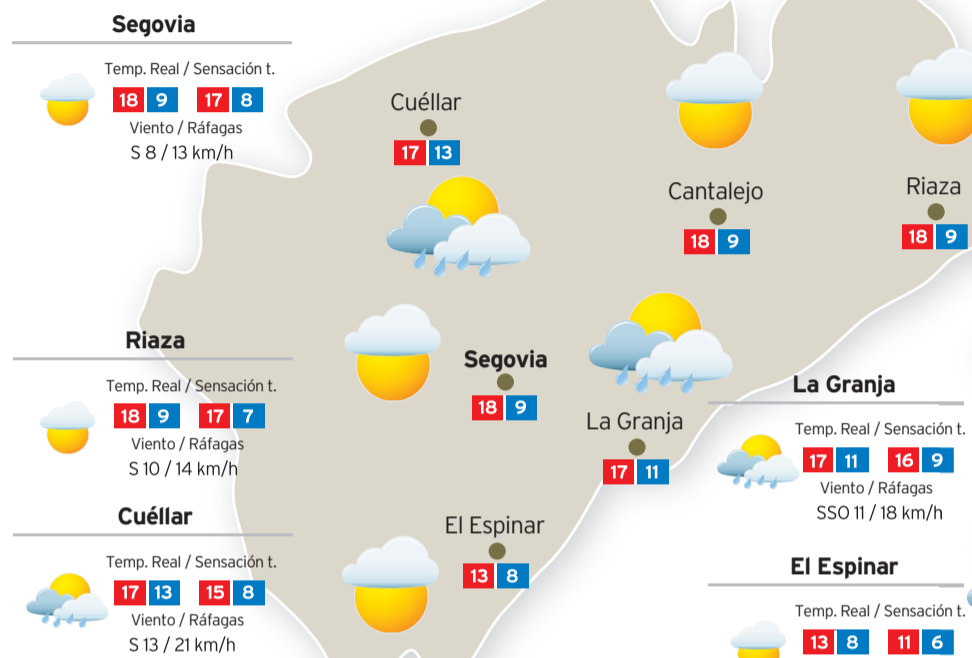 Segovia
Temp. Real / Sensación t.
18 9 17 8
Viento / Ráfagas
S 8 / 13 km/h
Riaza
Temp. Real / Sensación t.
18 9 17 7
Viento / Ráfagas
S 10 / 14 km/h
Cuéllar
Temp. Real / Sensación t.
17 13 15 8
Viento / Ráfagas
S 13 / 21 km/h
Cuéllar
17 13
Cantalejo
18 9
Riaza
18 9
Segovia
18 9
La Granja
17 11
El Espinar
13 8
La Granja
Temp. Real / Sensación t.
17 11 16 9
Viento / Ráfagas
SSO 11 / 18 km/h
El Espinar
Temp. Real / Sensación t.
13 8 11 6